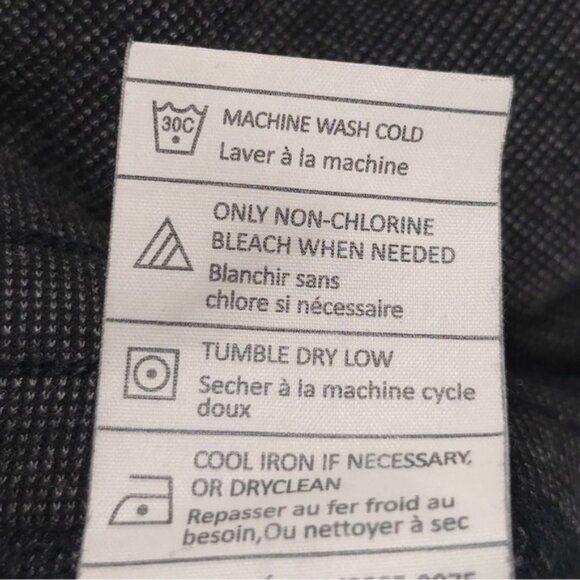 30C
MACHINE WASH COLD
Laver à la machine
ONLY NON-CHLORINE
BLEACH WHEN NEEDED
Blanchir sans
chlore si nécessaire
TUMBLE DRY LOW
Secher à la machine cycle
doux
COOL IRON IF NECESSARY,
OR DRYCLEAN
Repasser au fer froid au
besoin,Ou nettoyer à sec